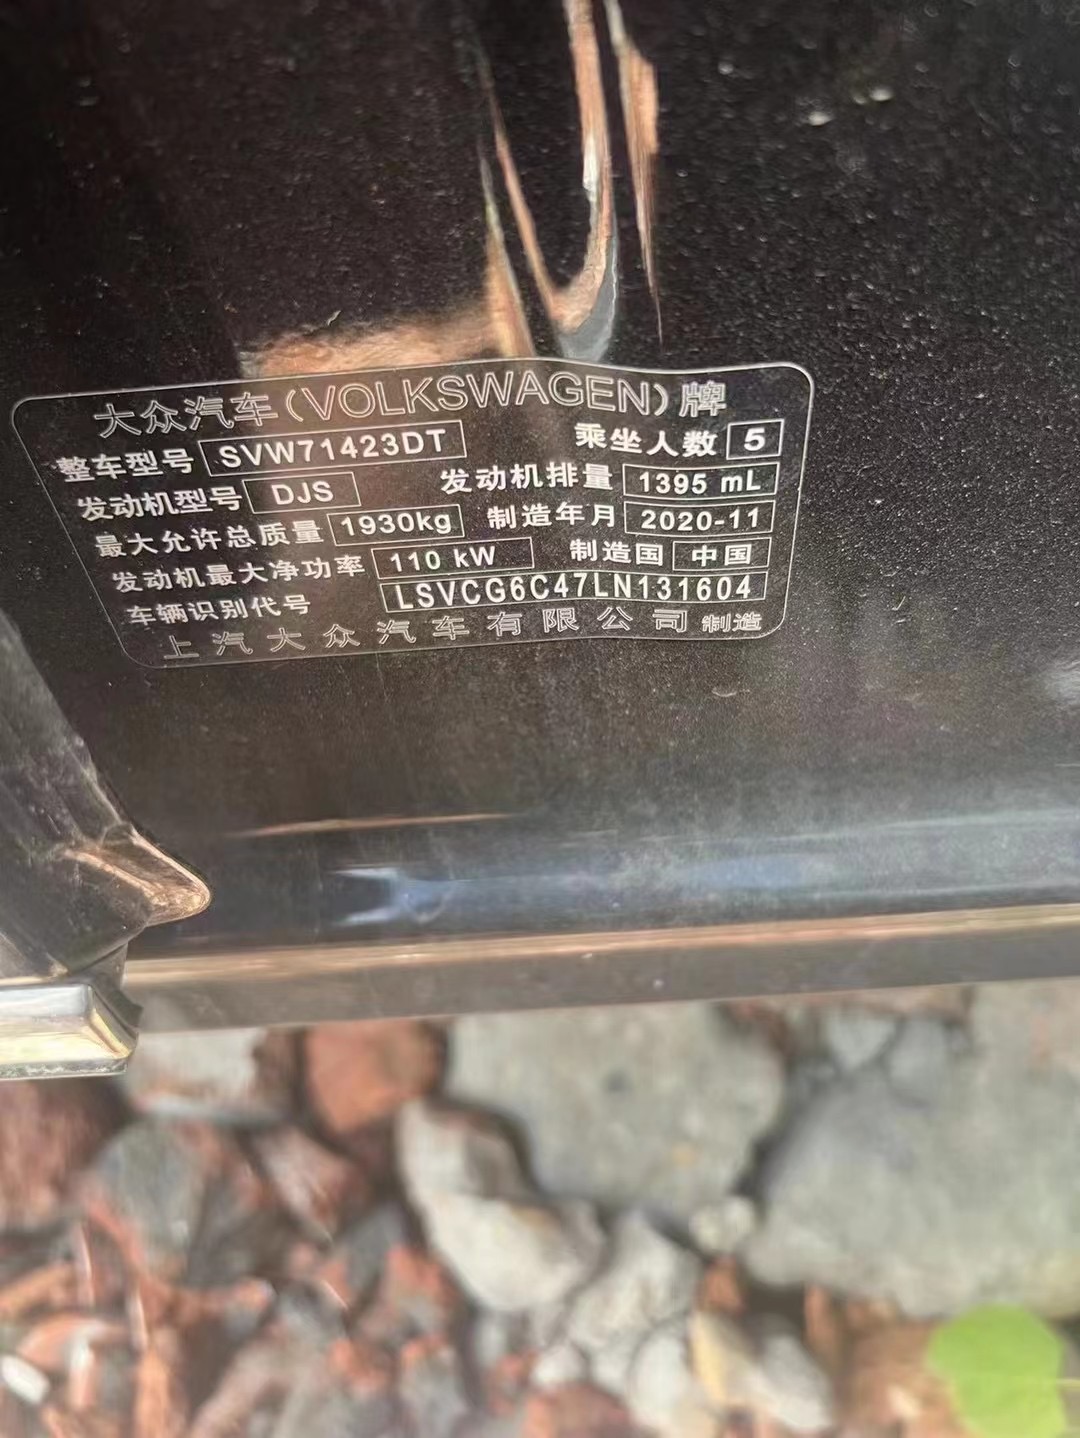 大众汽车(VOLKSWAGEN)牌
整车型号 SVW71423DT 乘坐人数 5
发动机型号 DJS 发动机排量 1395 mL
最大允许总质量 1930kg 制造年月 2020-11
发动机最大净功率 110 kW 制造国 中国
车辆识别代号 LSVCG6C47LN131604
上汽大众汽车有限公司 制造